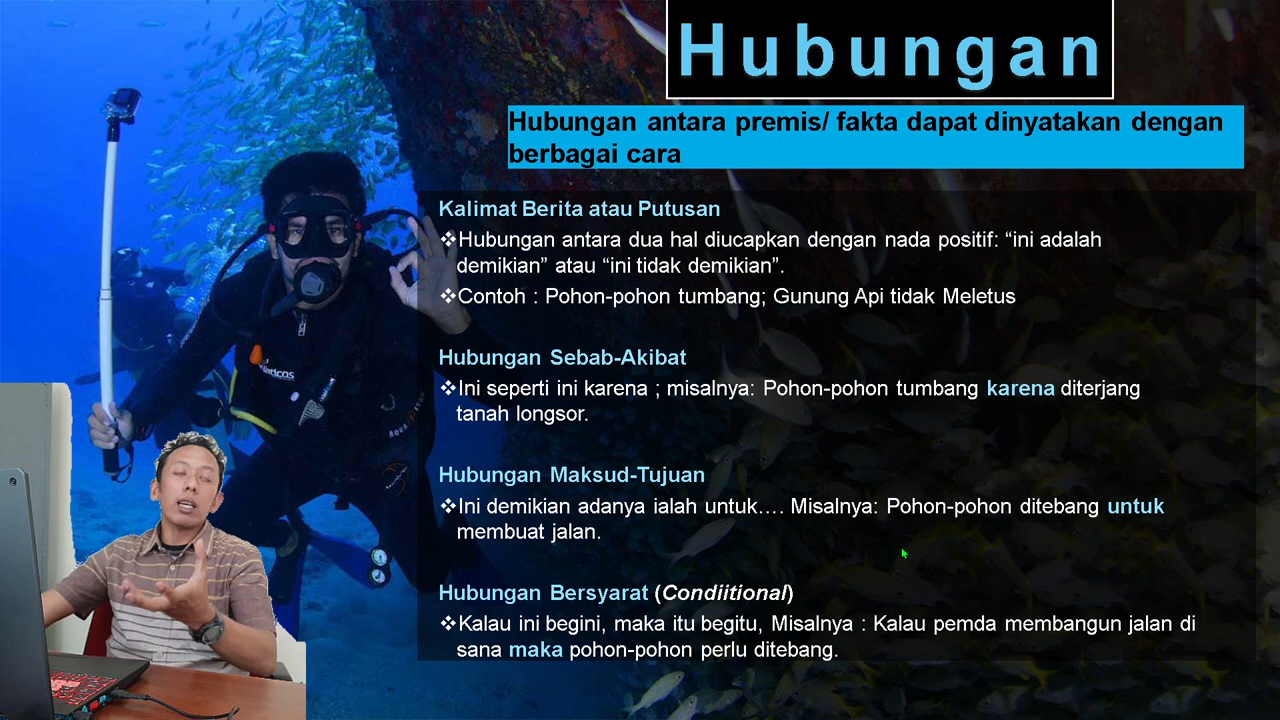 Hubungan
Hubungan antara premis/ fakta dapat dinyatakan dengan
berbagai cara
Kalimat Berita atau Putusan
❖Hubungan antara dua hal diucapkan dengan nada positif: “ini adalah
demikian” atau “ini tidak demikian”.
❖Contoh : Pohon-pohon tumbang; Gunung Api tidak Meletus
Hubungan Sebab-Akibat
❖Ini seperti ini karena ; misalnya: Pohon-pohon tumbang karena diterjang
tanah longsor.
Hubungan Maksud-Tujuan
❖Ini demikian adanya ialah untuk…. Misalnya: Pohon-pohon ditebang untuk
membuat jalan.
Hubungan Bersyarat (Condiitional)
❖Kalau ini begini, maka itu begitu, Misalnya : Kalau pemda membangun jalan di
sana maka pohon-pohon perlu ditebang.